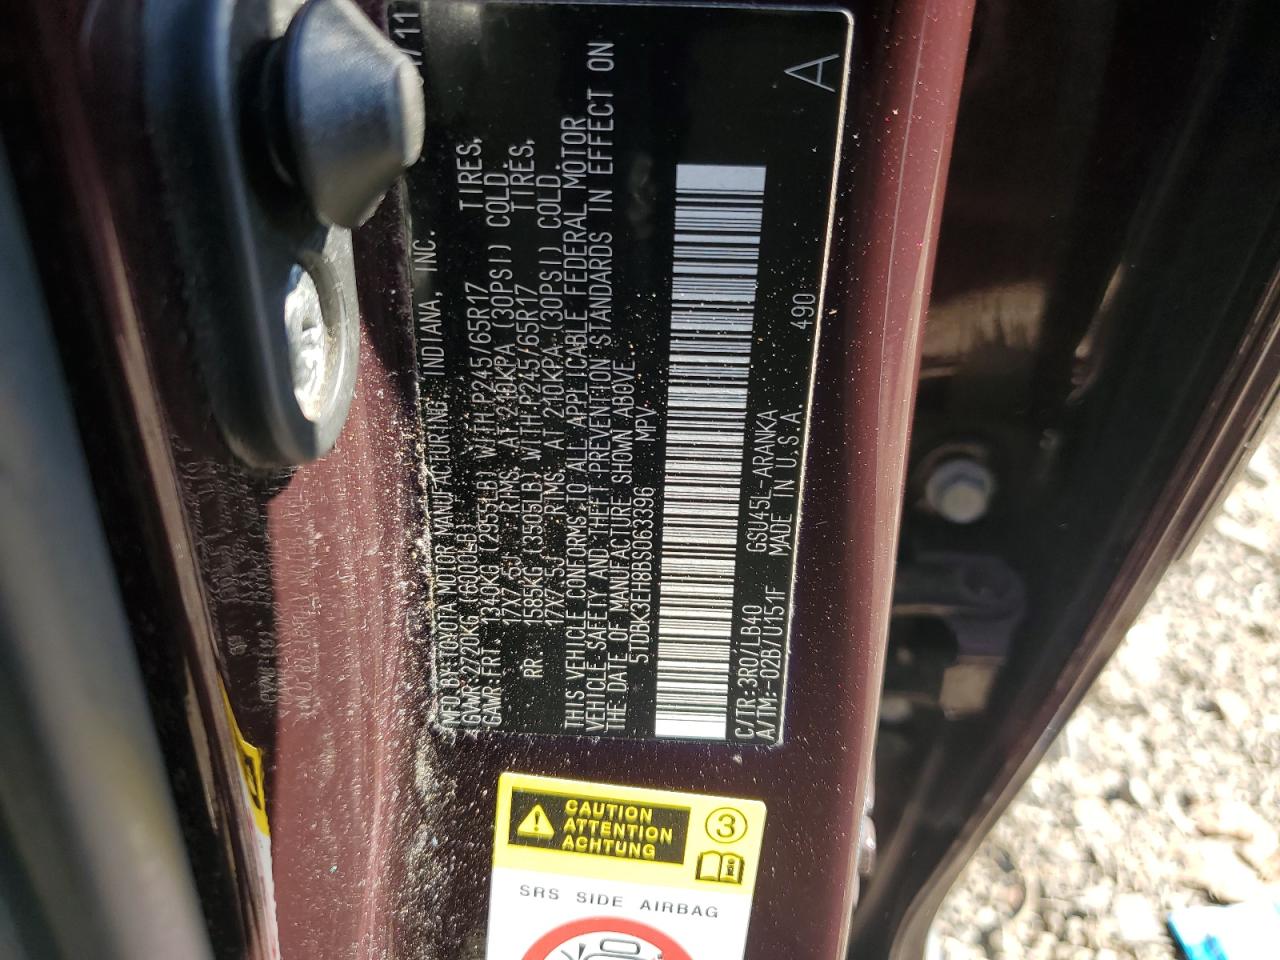 MFD.BY:TOYOTA MOTOR MANUFACTURING, INDIANA, INC. /11
GVWR:2720KG (6000LB)
GAWR:FRT 1340KG (2955LB) WITH P245/65R17 TIRES,
17X7.5J RIMS, AT 210KPA (30PSI) COLD.
RR 1585KG (3505LB) WITH P245/65R17 TIRES,
17X7.5J RIMS, AT 210KPA (30PSI) COLD.
THIS VEHICLE CONFORMS TO ALL APPLICABLE FEDERAL MOTOR
VEHICLE SAFETY AND THEFT PREVENTION STANDARDS IN EFFECT ON
THE DATE OF MANUFACTURE SHOWN ABOVE.
5TDBK3EH8BS063396 MPV
C/TR:3R0/LB40 GSU45L-ARANKA
A/TM:-02B/U151F MADE IN U.S.A. 490 A
CAUTION
ATTENTION
ACHTUNG
3
SRS SIDE AIRBAG